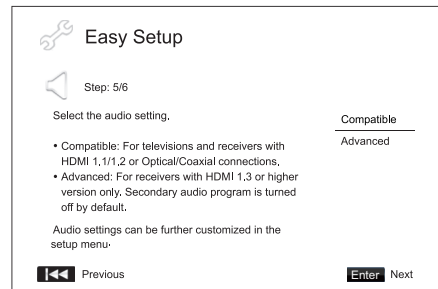 Easy Setup
Step: 5/6
Select the audio setting.
Compatible
Advanced
• Compatible: For televisions and receivers with
HDMI 1.1/1.2 or Optical/Coaxial connections.
• Advanced: For receivers with HDMI 1.3 or higher
version only. Secondary audio program is turned
off by default.
Audio settings can be further customized in the
setup menu.
Previous
Enter Next